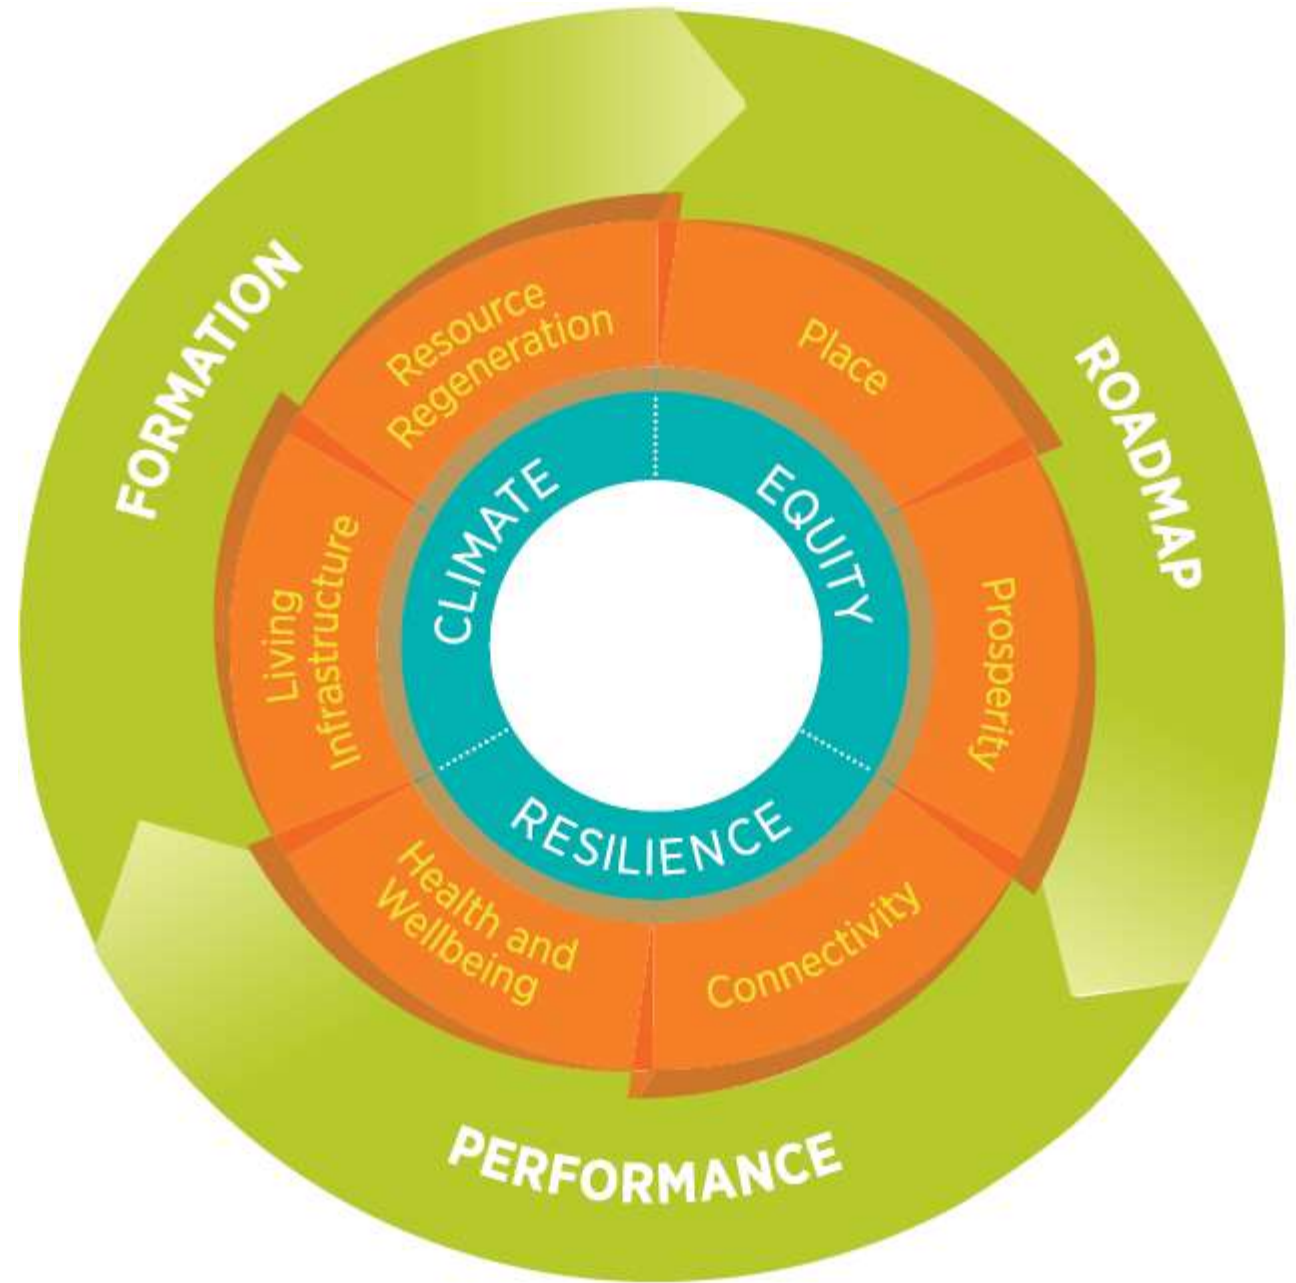 FORMATION
ROADMAP
PERFORMANCE
Resource
Regeneration
Place
Prosperity
Connectivity
Health and
Wellbeing
Living
Infrastructure
CLIMATE
EQUITY
RESILIENCE